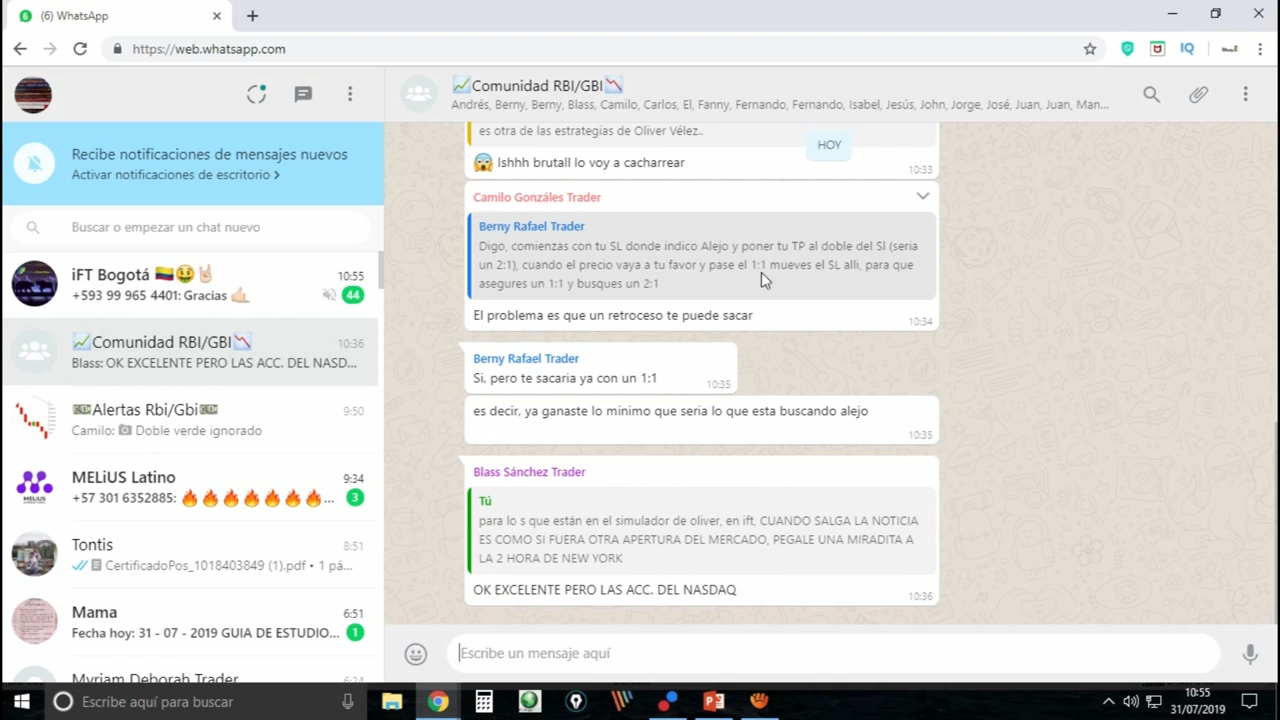 (6) WhatsApp
https://web.whatsapp.com
IQ
Recibe notificaciones de mensajes nuevos
Activar notificaciones de escritorio
Buscar o empezar un chat nuevo
iFT Bogotá 🇨🇴🤑🤘🏻 10:55
+593 99 965 4401: Gracias 🤙🏻 44
📈Comunidad RBI/GBI📉 10:36
Blass: OK EXCELENTE PERO LAS ACC. DEL NASD...
💵Alertas Rbi/Gbi💵 9:50
Camilo: 📷 Doble verde ignorado
MELiUS Latino 9:34
+57 301 6352885: 🔥🔥🔥🔥🔥🔥🔥... 3
Tontis 8:51
CertificadoPos_1018403849 (1).pdf • 1 pá...
Mama 6:51
Fecha hoy: 31 - 07 - 2019 GUIA DE ESTUDIO... 1
Myriam Deborah Trader
📈Comunidad RBI/GBI📉
Andrés, Berny, Berny, Blass, Camilo, Carlos, El, Fanny, Fernando, Fernando, Isabel, Jesús, John, Jorge, José, Juan, Juan, Man...
es otra de las estrategias de Oliver Vélez..
HOY
😱 Ishhh brutall lo voy a cacharrear
10:33
Camilo Gonzáles Trader
Berny Rafael Trader
Digo, comienzas con tu SL donde indico Alejo y poner tu TP al doble del Sl (seria
un 2:1), cuando el precio vaya a tu favor y pase el 1:1 mueves el SL alli, para que
asegures un 1:1 y busques un 2:1
El problema es que un retroceso te puede sacar
10:34
Berny Rafael Trader
Si, pero te sacaria ya con un 1:1
10:35
es decir, ya ganaste lo minimo que seria lo que esta buscando alejo
10:35
Blass Sánchez Trader
Tú
para lo s que están en el simulador de oliver, en ift, CUANDO SALGA LA NOTICIA
ES COMO SI FUERA OTRA APERTURA DEL MERCADO, PEGALE UNA MIRADITA A
LA 2 HORA DE NEW YORK
OK EXCELENTE PERO LAS ACC. DEL NASDAQ
10:36
Escribe un mensaje aquí
Escribe aquí para buscar
10:55
31/07/2019